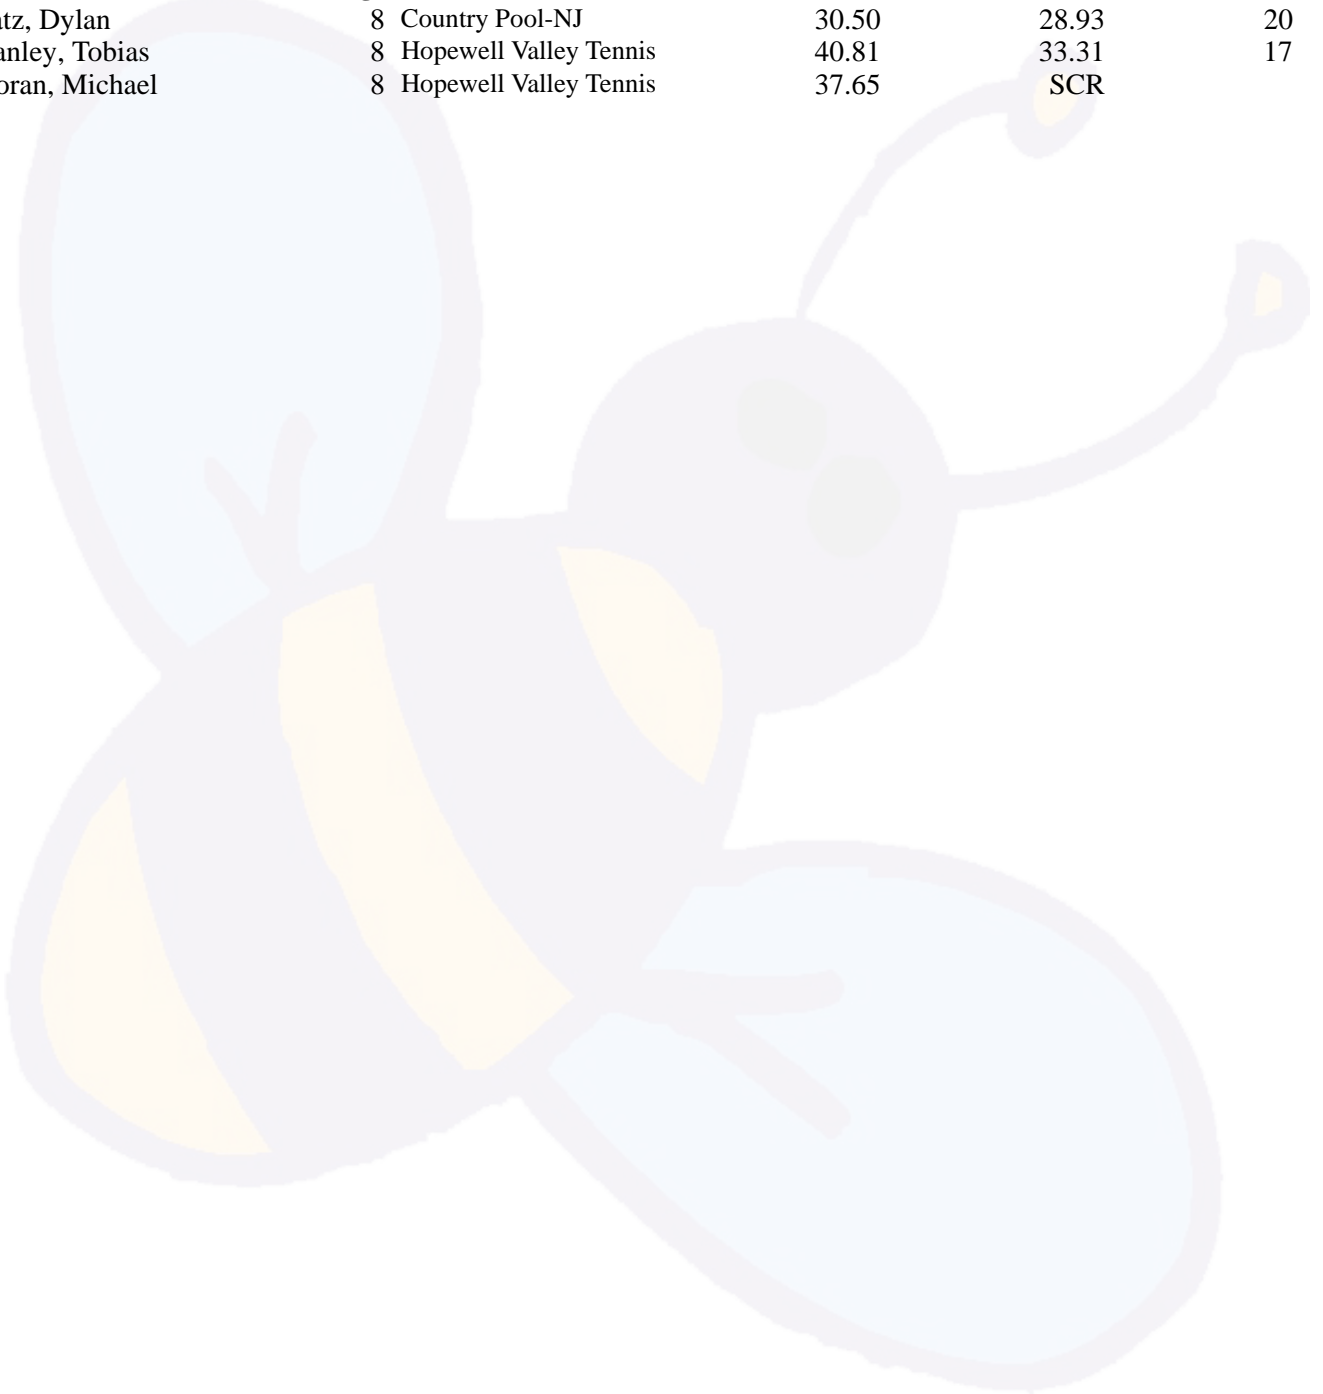 atz, Dylan 8 Country Pool-NJ 30.50 28.93 20
anley, Tobias 8 Hopewell Valley Tennis 40.81 33.31 17
oran, Michael 8 Hopewell Valley Tennis 37.65 SCR